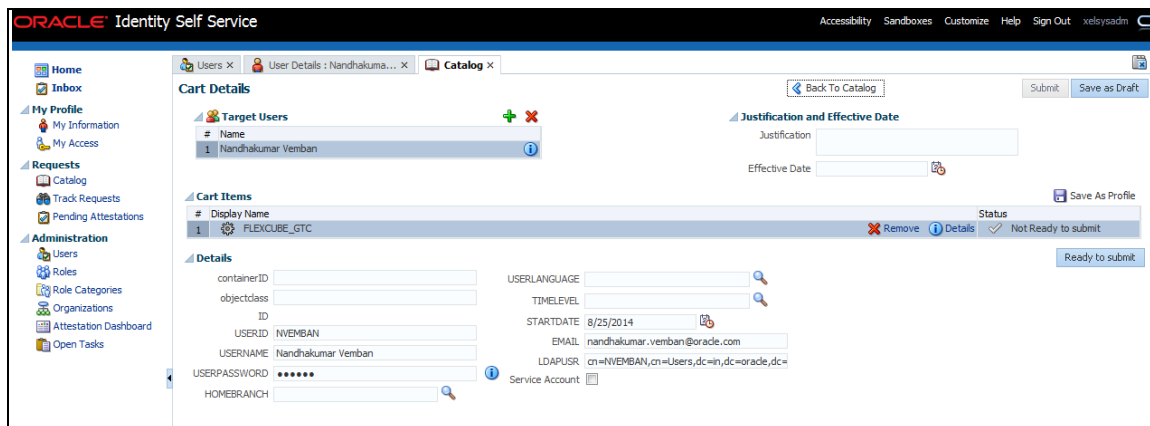 ORACLE Identity Self Service
Accessibility Sandboxes Customize Help Sign Out xelsysadm
Home
Inbox
My Profile
My Information
My Access
Requests
Catalog
Track Requests
Pending Attestations
Administration
Users
Roles
Role Categories
Organizations
Attestation Dashboard
Open Tasks
Users × User Details : Nandhakuma... × Catalog ×
Cart Details
Back To Catalog
Submit Save as Draft
Target Users
# Name
1 Nandhakumar Vemban
Justification and Effective Date
Justification
Effective Date
Cart Items
Save As Profile
# Display Name Status
1 FLEXCUBE_GTC Remove Details Not Ready to submit
Details
Ready to submit
containerID
objectclass
ID
USERID NVEMBAN
USERNAME Nandhakumar Vemban
USERPASSWORD ••••••
HOMEBRANCH
USERLANGUAGE
TIMELEVEL
STARTDATE 8/25/2014
EMAIL nandhakumar.vemban@oracle.com
LDAPUSR cn=NVEMBAN,cn=Users,dc=in,dc=oracle,dc=
Service Account